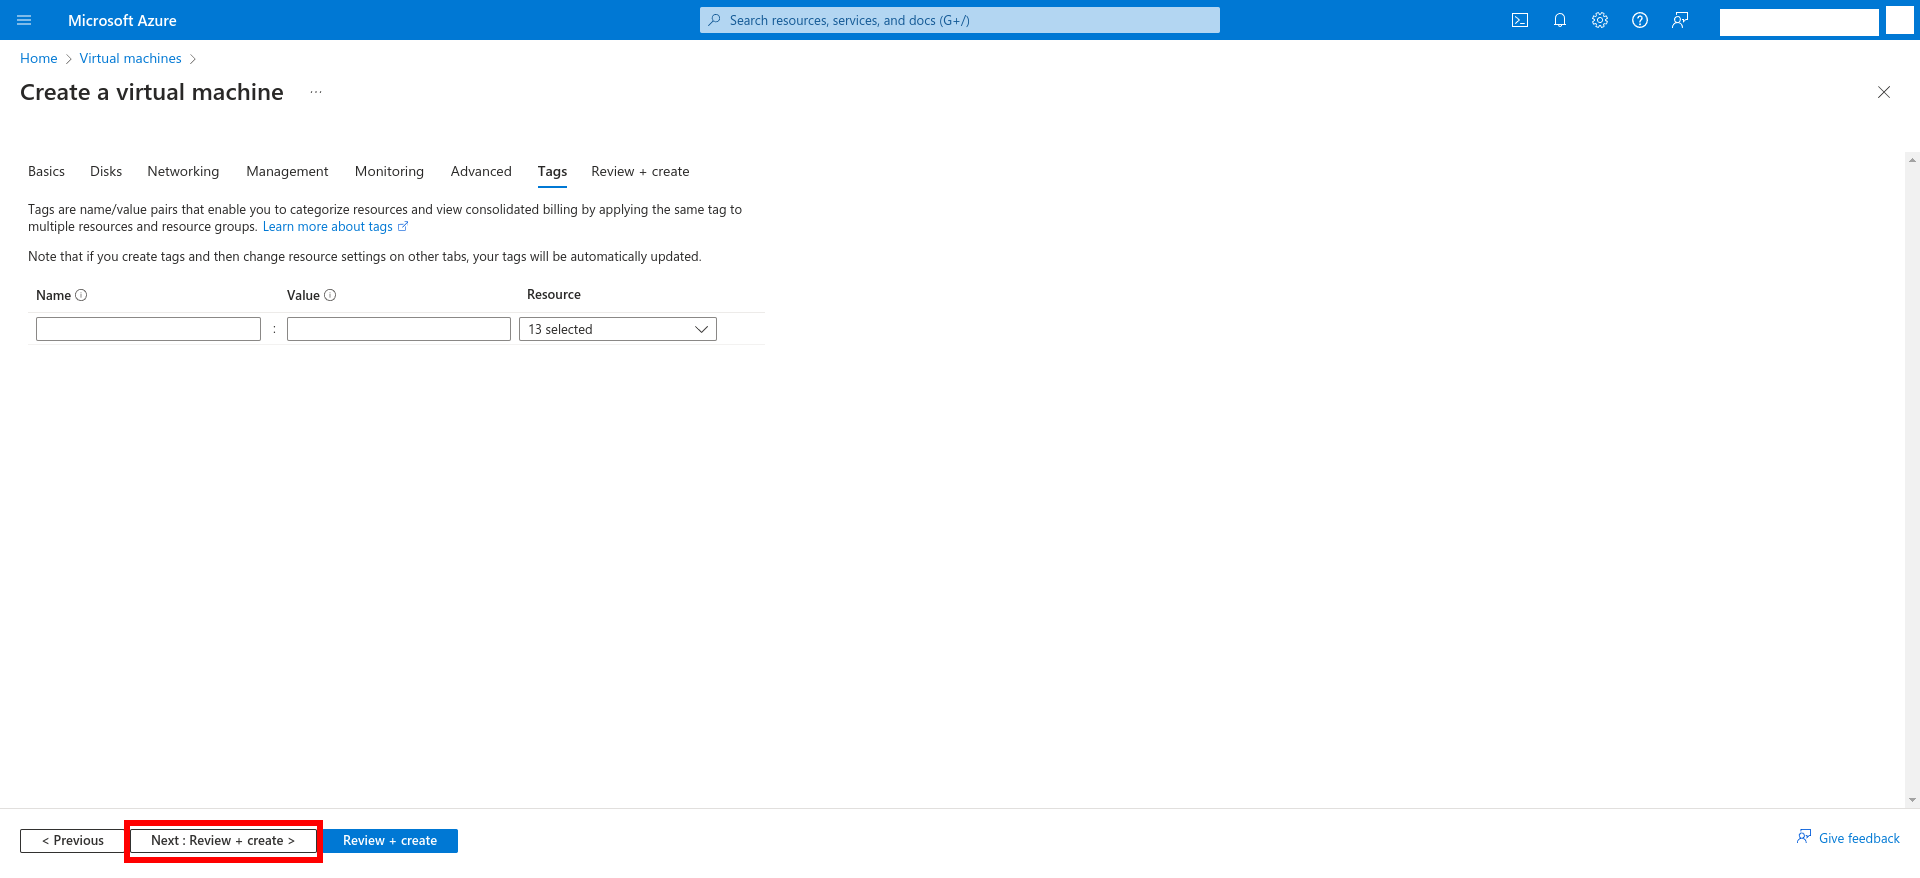 Microsoft Azure
Search resources, services, and docs (G+/)
Home > Virtual machines >
Create a virtual machine ...
Basics Disks Networking Management Monitoring Advanced Tags Review + create
Tags are name/value pairs that enable you to categorize resources and view consolidated billing by applying the same tag to
multiple resources and resource groups. Learn more about tags
Note that if you create tags and then change resource settings on other tabs, your tags will be automatically updated.
Name Value Resource
: 13 selected
< Previous Next : Review + create > Review + create Give feedback